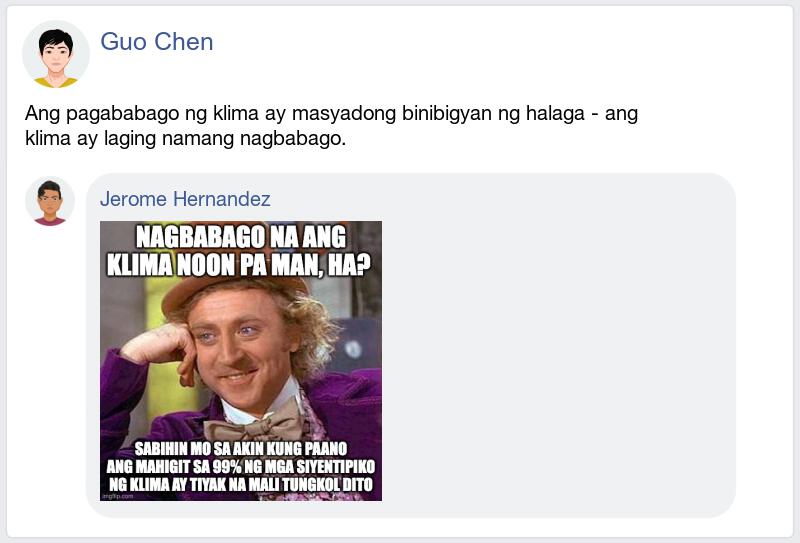 Guo Chen
Ang pagababago ng klima ay masyadong binibigyan ng halaga - ang
klima ay laging namang nagbabago.
Jerome Hernandez
NAGBABAGO NA ANG
KLIMA NOON PA MAN, HA?
SABIHIN MO SA AKIN KUNG PAANO
ANG MAHIGIT SA 99% NG MGA SIYENTIPIKO
NG KLIMA AY TIYAK NA MALI TUNGKOL DITO
imgflip.com